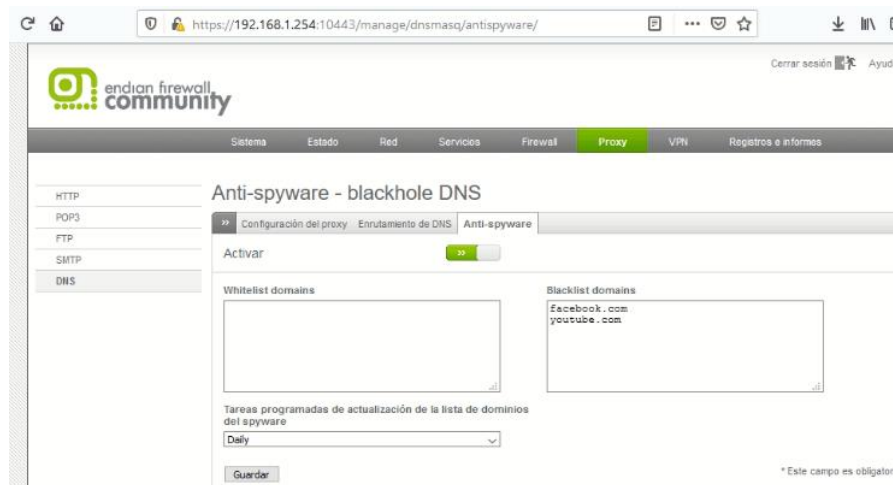 https://192.168.1.254:10443/manage/dnsmasq/antispyware/
Cerrar sesión
endian firewall
community
Sistema Estado Red Servicios Firewall Proxy VPN Registros e informes
HTTP
POP3
FTP
SMTP
DNS
Anti-spyware - blackhole DNS
» Configuración del proxy Enrutamiento de DNS Anti-spyware
Activar »
Whitelist domains
Blacklist domains
facebook.com
youtube.com
Tareas programadas de actualización de la lista de dominios
del spyware
Daily
Guardar
* Este campo es